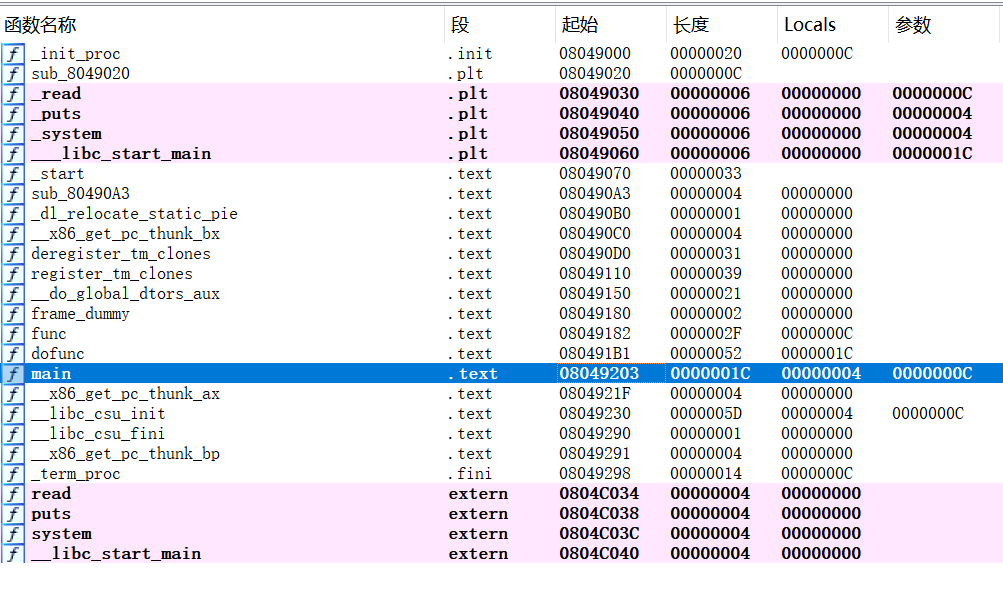 函数名称 段 起始 长度 Locals 参数
f _init_proc .init 08049000 00000020 0000000C
f sub_8049020 .plt 08049020 0000000C
f _read .plt 08049030 00000006 00000000 0000000C
f _puts .plt 08049040 00000006 00000000 00000004
f _system .plt 08049050 00000006 00000000 00000004
f ___libc_start_main .plt 08049060 00000006 00000000 0000001C
f _start .text 08049070 00000033
f sub_80490A3 .text 080490A3 00000004 00000000
f _dl_relocate_static_pie .text 080490B0 00000001 00000000
f __x86_get_pc_thunk_bx .text 080490C0 00000004 00000000
f deregister_tm_clones .text 080490D0 00000031 00000000
f register_tm_clones .text 08049110 00000039 00000000
f __do_global_dtors_aux .text 08049150 00000021 00000000
f frame_dummy .text 08049180 00000002 00000000
f func .text 08049182 0000002F 0000000C
f dofunc .text 080491B1 00000052 0000001C
f main .text 08049203 0000001C 00000004 0000000C
f __x86_get_pc_thunk_ax .text 0804921F 00000004 00000000
f __libc_csu_init .text 08049230 0000005D 00000004 0000000C
f __libc_csu_fini .text 08049290 00000001 00000000
f __x86_get_pc_thunk_bp .text 08049291 00000004 00000000
f _term_proc .fini 08049298 00000014 0000000C
f read extern 0804C034 00000004 00000000
f puts extern 0804C038 00000004 00000000
f system extern 0804C03C 00000004 00000000
f __libc_start_main extern 0804C040 00000004 00000000